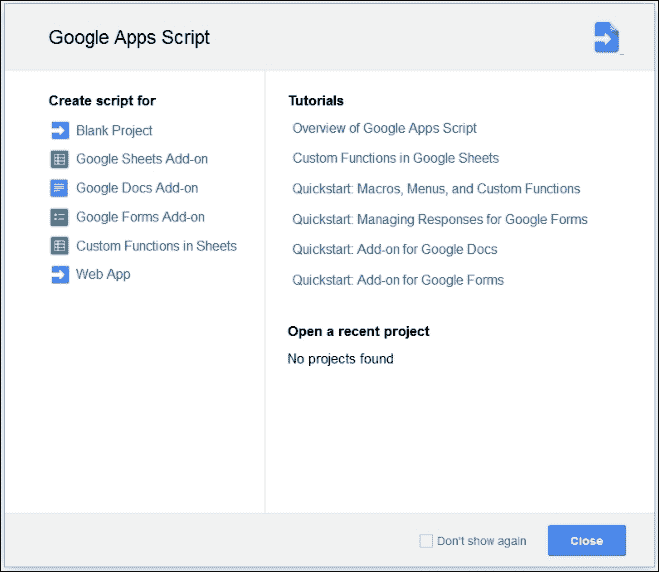 Google Apps Script
Create script for
Blank Project
Google Sheets Add-on
Google Docs Add-on
Google Forms Add-on
Custom Functions in Sheets
Web App
Tutorials
Overview of Google Apps Script
Custom Functions in Google Sheets
Quickstart: Macros, Menus, and Custom Functions
Quickstart: Managing Responses for Google Forms
Quickstart: Add-on for Google Docs
Quickstart: Add-on for Google Forms
Open a recent project
No projects found
Don't show again
Close